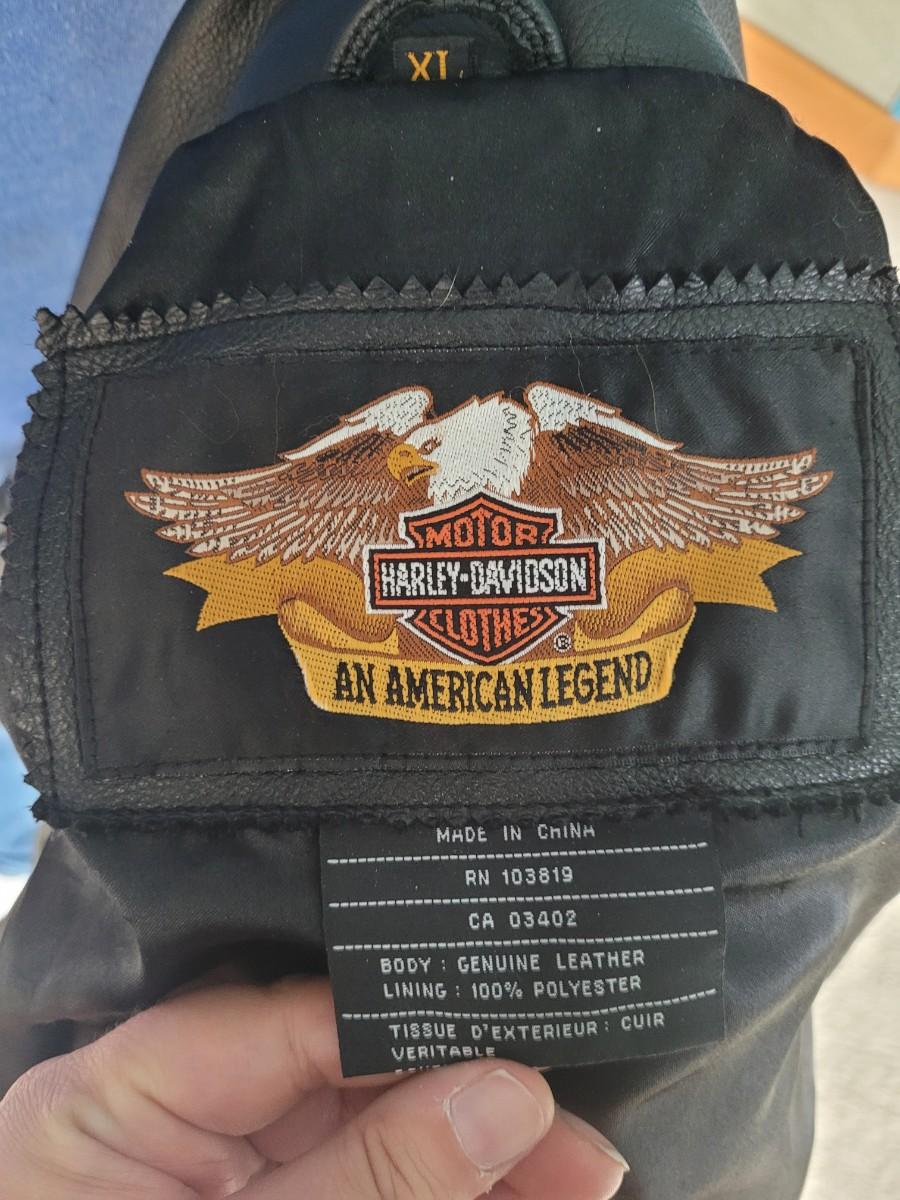 XL
MOTOR
HARLEY-DAVIDSON
CLOTHES
®
AN AMERICAN LEGEND
MADE IN CHINA
RN 103819
CA 03402
BODY : GENUINE LEATHER
LINING : 100% POLYESTER
TISSUE D'EXTERIEUR : CUIR
VERITABLE